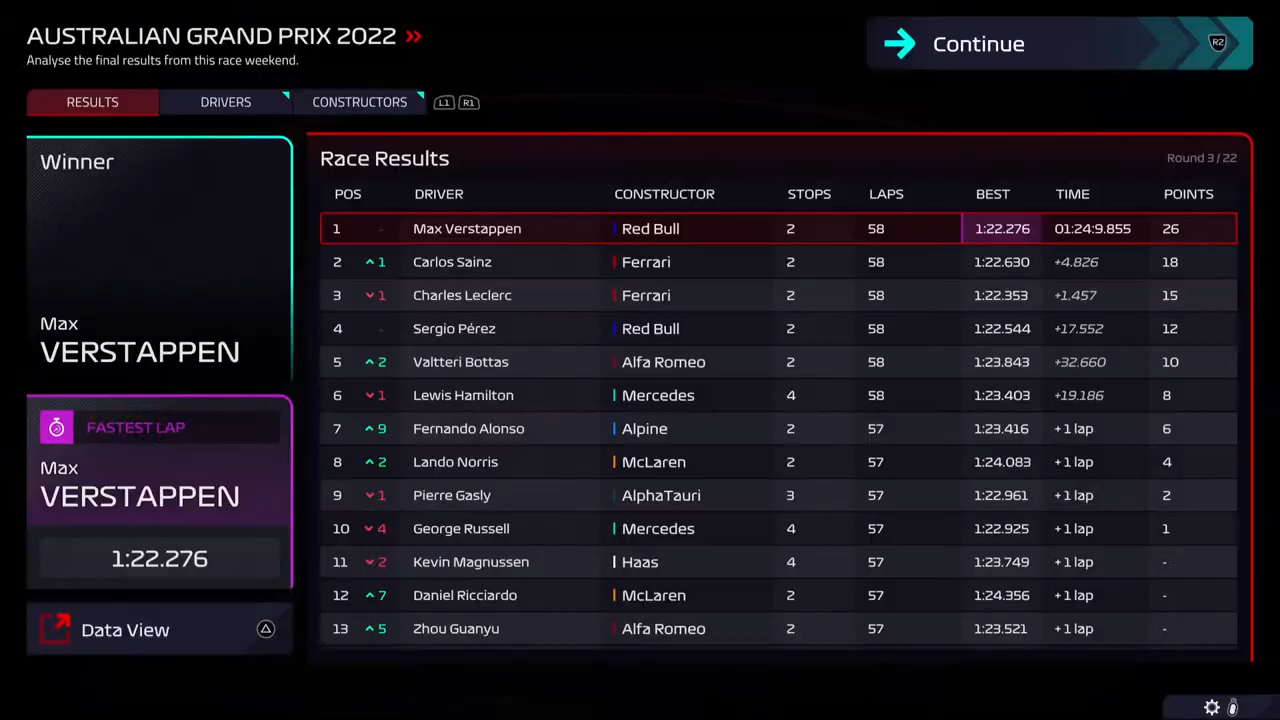 AUSTRALIAN GRAND PRIX 2022
Analyse the final results from this race weekend.
Continue R2
RESULTS DRIVERS CONSTRUCTORS L1 R1
Winner
Max
VERSTAPPEN
FASTEST LAP
Max
VERSTAPPEN
1:22.276
Data View
Race Results Round 3 / 22
POS DRIVER CONSTRUCTOR STOPS LAPS BEST TIME POINTS
1 - Max Verstappen Red Bull 2 58 1:22.276 01:24:9.855 26
2 1 Carlos Sainz Ferrari 2 58 1:22.630 +4.826 18
3 1 Charles Leclerc Ferrari 2 58 1:22.353 +1.457 15
4 - Sergio Pérez Red Bull 2 58 1:22.544 +17.552 12
5 2 Valtteri Bottas Alfa Romeo 2 58 1:23.843 +32.660 10
6 1 Lewis Hamilton Mercedes 4 58 1:23.403 +19.186 8
7 9 Fernando Alonso Alpine 2 57 1:23.416 + 1 lap 6
8 2 Lando Norris McLaren 2 57 1:24.083 + 1 lap 4
9 1 Pierre Gasly AlphaTauri 3 57 1:22.961 + 1 lap 2
10 4 George Russell Mercedes 4 57 1:22.925 + 1 lap 1
11 2 Kevin Magnussen Haas 4 57 1:23.749 + 1 lap -
12 7 Daniel Ricciardo McLaren 2 57 1:24.356 + 1 lap -
13 5 Zhou Guanyu Alfa Romeo 2 57 1:23.521 + 1 lap -